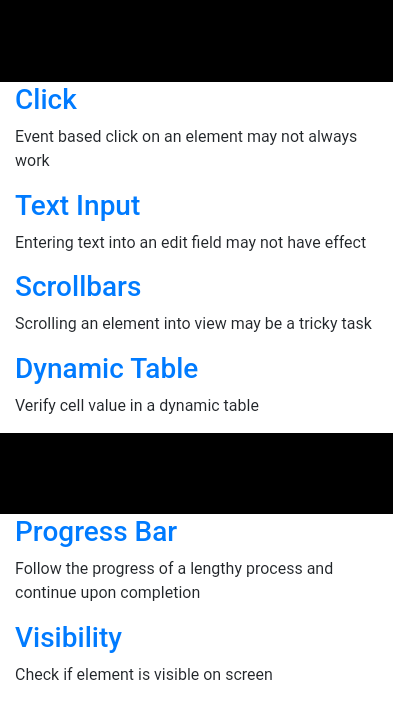 Click
Event based click on an element may not always
work
Text Input
Entering text into an edit field may not have effect
Scrollbars
Scrolling an element into view may be a tricky task
Dynamic Table
Verify cell value in a dynamic table
Progress Bar
Follow the progress of a lengthy process and
continue upon completion
Visibility
Check if element is visible on screen